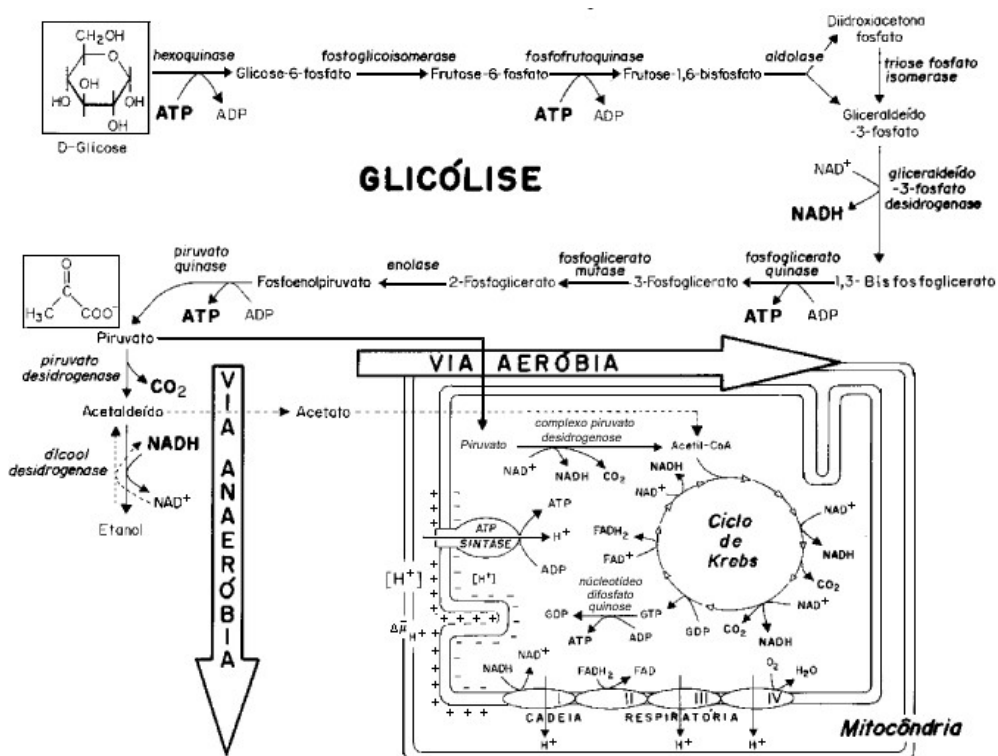 CH₂OH
O
OH
HO
OH
OH
D-Glicose
hexoquinase
ATP
ADP
Glicose-6-fosfato
fostoglicoisomerase
Frutose-6-fosfato
fosfofrutoquinase
ATP
ADP
Frutose-1,6-bisfosfato
aldolase
Diidroxiacetona
fosfato
triose fosfato
isomerase
Gliceraldeído
-3-fosfato
GLICÓLISE
NAD⁺
NADH
gliceraldeído
-3-fosfato
desidrogenase
1,3-Bisfosfoglicerato
fosfoglicerato
quinase
ATP
ADP
3-Fosfoglicerato
fosfoglicerato
mutase
2-Fosfoglicerato
enolase
Fosfoenolpiruvato
piruvato
quinase
ATP
ADP
O
H₃C
COO⁻
Piruvato
piruvato
desidrogenase
CO₂
Acetaldeído
Acetato
NADH
álcool
desidrogenase
NAD⁺
Etanol
VIA ANAERÓBIA
VIA AERÓBIA
Piruvato
complexo piruvato
desidrogenose
Acetil-CoA
NAD⁺
NADH
CO₂
NADH
NAD⁺
FADH₂
FAD⁺
Ciclo
de
Krebs
NAD⁺
NADH
CO₂
NAD⁺
NADH
CO₂
GDP
GTP
núcleotídeo
difosfato
quinose
GDP
ATP
ADP
ATP
SINTASE
ATP
H⁺
ADP
[H⁺]
[H⁺]
Δμ̄H⁺
NADH
NAD⁺
FADH₂
FAD
O₂
H₂O
I
II
III
IV
CADEIA RESPIRATÓRIA
H⁺
H⁺
H⁺
Mitocôndria